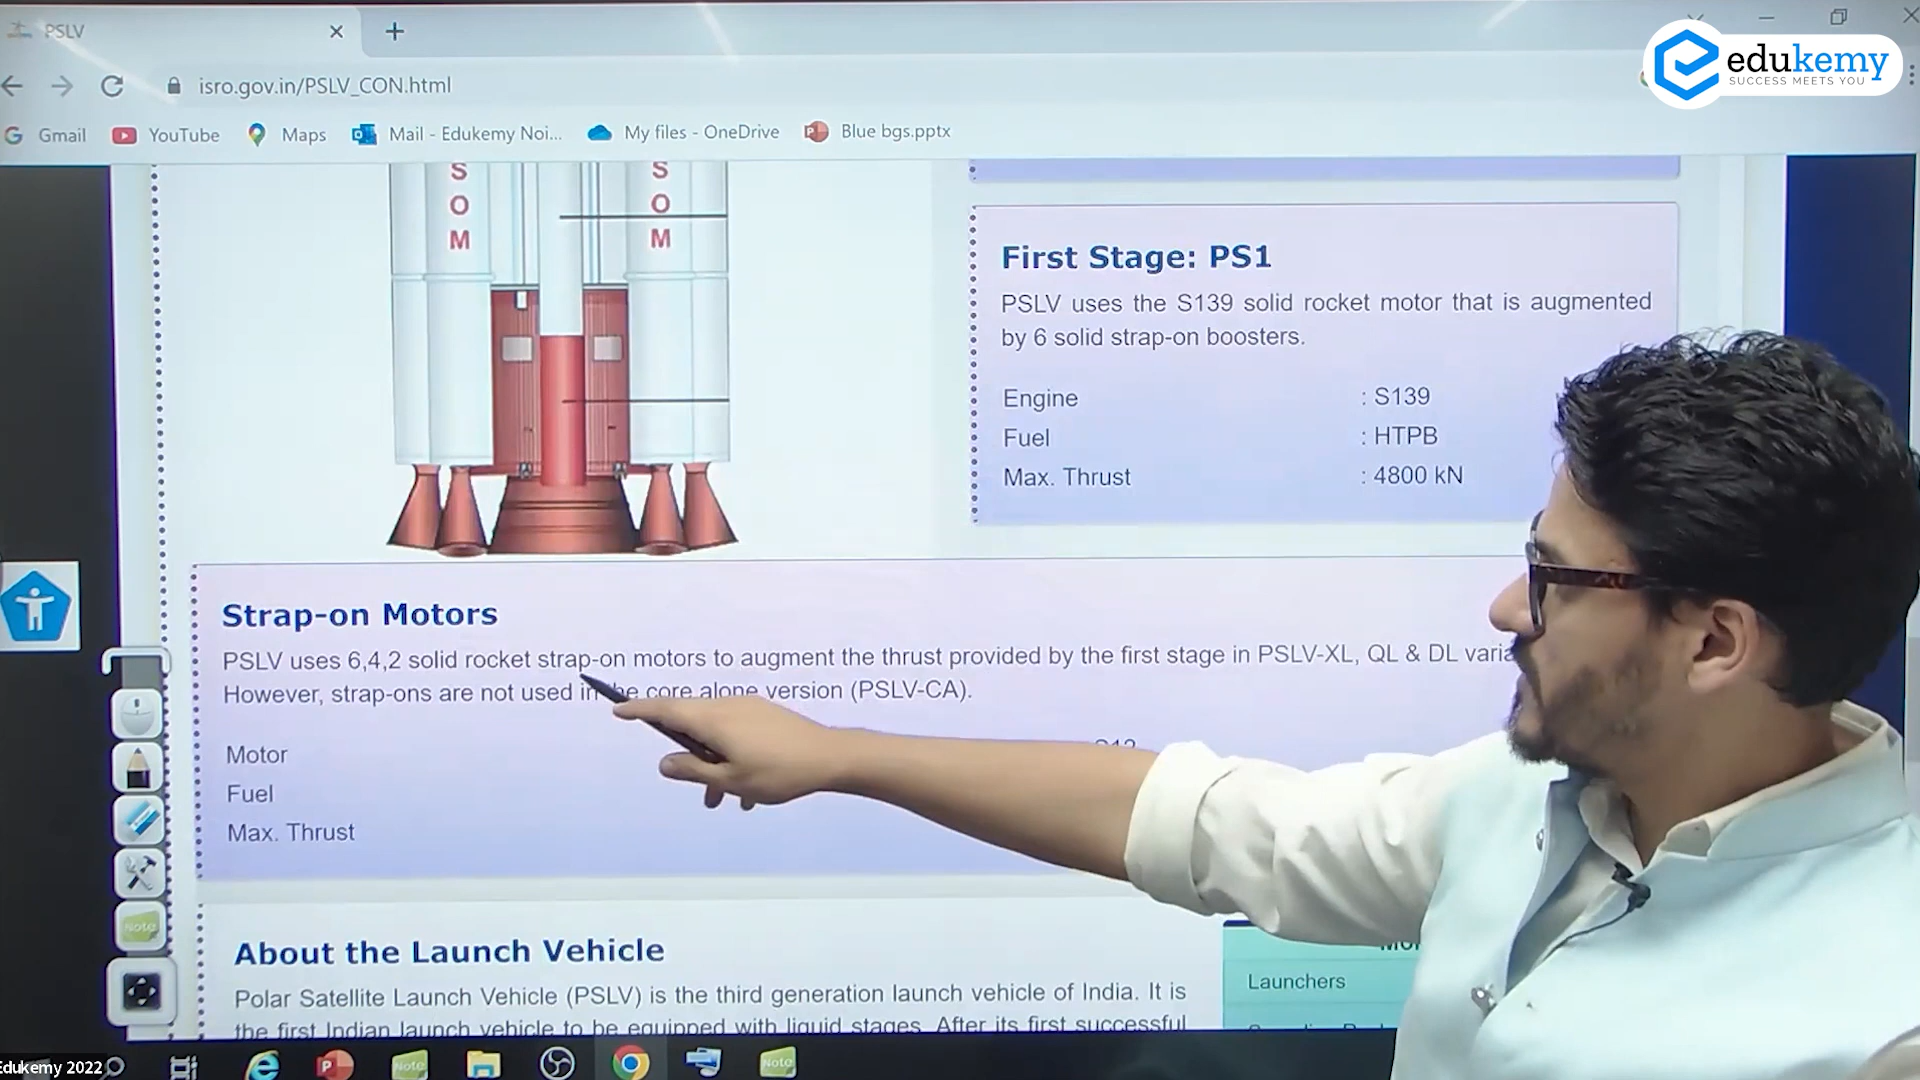 PSLV
edukemy
SUCCESS MEETS YOU
isro.gov.in/PSLV_CON.html
Gmail
YouTube
Maps
Mail - Edukemy Noi...
My files - OneDrive
Blue bgs.pptx
S
O
M
S
O
M
First Stage: PS1
PSLV uses the S139 solid rocket motor that is augmented
by 6 solid strap-on boosters.
Engine : S139
Fuel : HTPB
Max. Thrust : 4800 kN
Strap-on Motors
PSLV uses 6,4,2 solid rocket strap-on motors to augment the thrust provided by the first stage in PSLV-XL, QL & DL
However, strap-ons are not used in the core alone version (PSLV-CA).
Motor
Fuel
Max. Thrust
About the Launch Vehicle
Polar Satellite Launch Vehicle (PSLV) is the third generation launch vehicle of India. It is
the first Indian launch vehicle to be equipped with liquid stages. After its first successful
Launchers
Note
Edukemy 2022
Note
Note